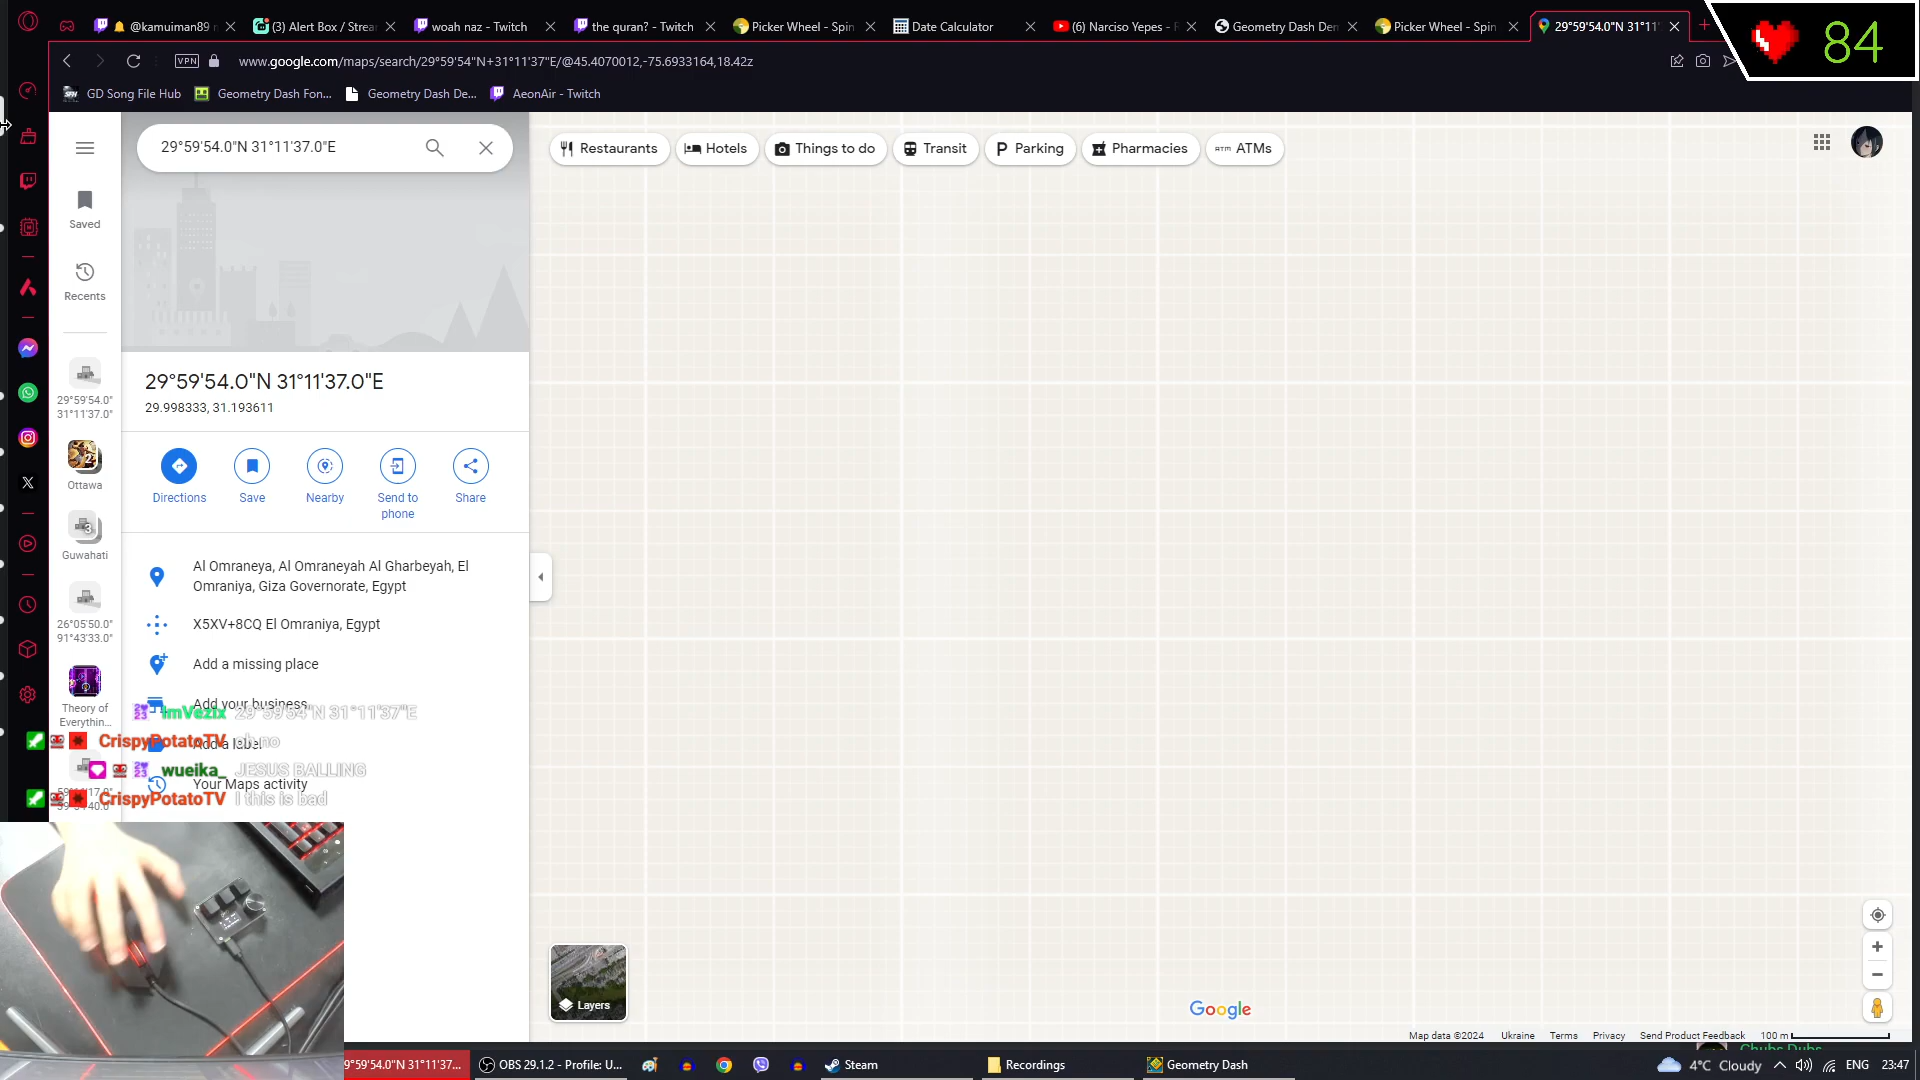 @kamuiman89 n
(3) Alert Box / Strea
woah naz - Twitch
the quran? - Twitch
Picker Wheel - Spin
Date Calculator
(6) Narciso Yepes - R
Geometry Dash Den
Picker Wheel - Spin
29°59'54.0"N 31°11'
84
VPN
www.google.com/maps/search/29°59'54"N+31°11'37"E/@45.4070012,-75.6933164,18.42z
GD Song File Hub
Geometry Dash Fon...
Geometry Dash De...
AeonAir - Twitch
29°59'54.0"N 31°11'37.0"E
Restaurants
Hotels
Things to do
Transit
Parking
Pharmacies
ATM
ATMs
Saved
Recents
29°59'54.0"
31°11'37.0"
Ottawa
3
Guwahati
26°05'50.0"
91°43'33.0"
Theory of
Everythin...
29°59'54.0"N 31°11'37.0"E
29.998333, 31.193611
Directions
Save
Nearby
Send to
phone
Share
Al Omraneya, Al Omraneyah Al Gharbeyah, El
Omraniya, Giza Governorate, Egypt
X5XV+8CQ El Omraniya, Egypt
Add a missing place
Add your business
Add a label
Your Maps activity
ImVezix 29°59'54"N 31°11'37"E
CrispyPotatoTV oh no
wueika_ JESUS BALLING
CrispyPotatoTV I this is bad
Layers
Google
Map data ©2024
Ukraine
Terms
Privacy
Send Product Feedback
100 m
Chubs Dubs
9°59'54.0"N 31°11'37...
OBS 29.1.2 - Profile: U...
Steam
Recordings
Geometry Dash
4°C Cloudy
ENG
23:47